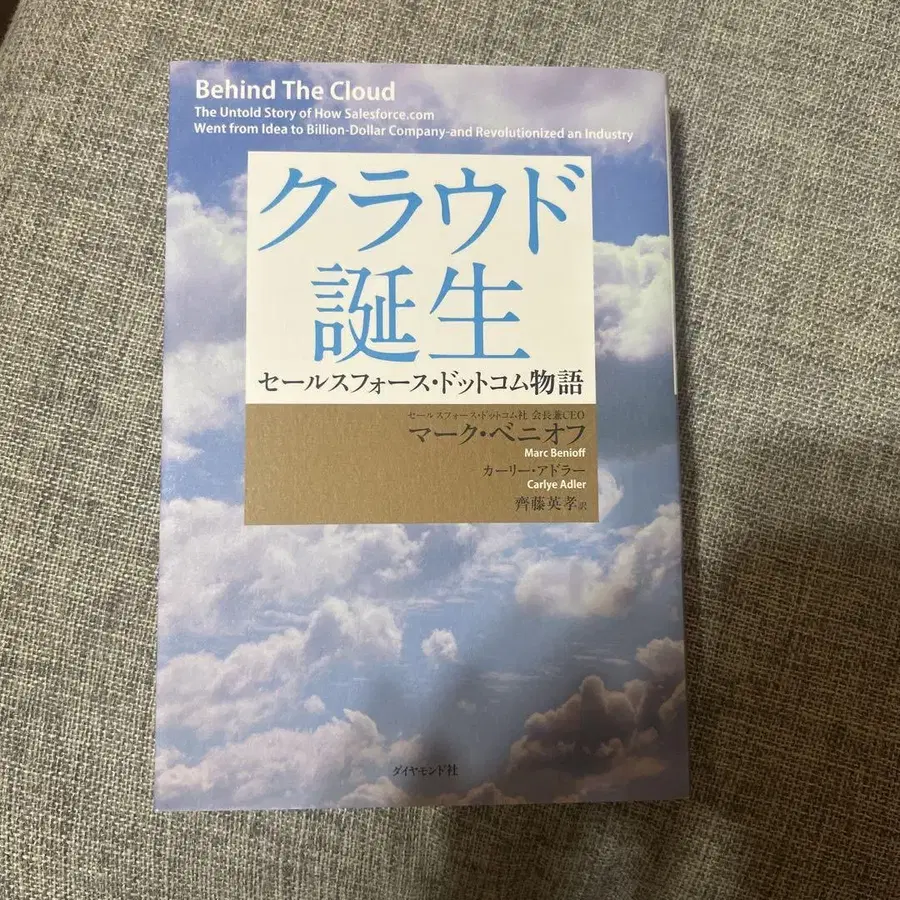 Behind The Cloud
The Untold Story of How Salesforce.com
Went from Idea to Billion-Dollar Company-and Revolutionized an Industry
クラウド
誕生
セールスフォース・ドットコム物語
セールスフォース・ドットコム社 会長兼CEO
マーク・ベニオフ
Marc Benioff
カーリー・アドラー
Carlye Adler
齊藤英孝 訳
ダイヤモンド社